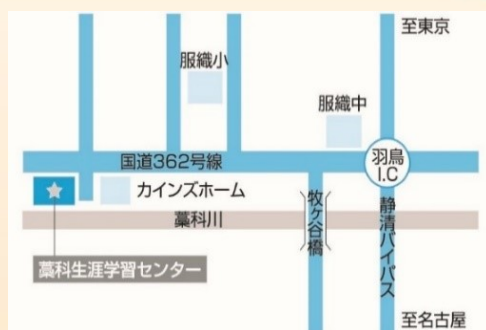 至東京
服織小
服織中
国道362号線
羽鳥
I.C
カインズホーム
藁科川
牧ヶ谷橋
静清バイパス
藁科生涯学習センター
至名古屋